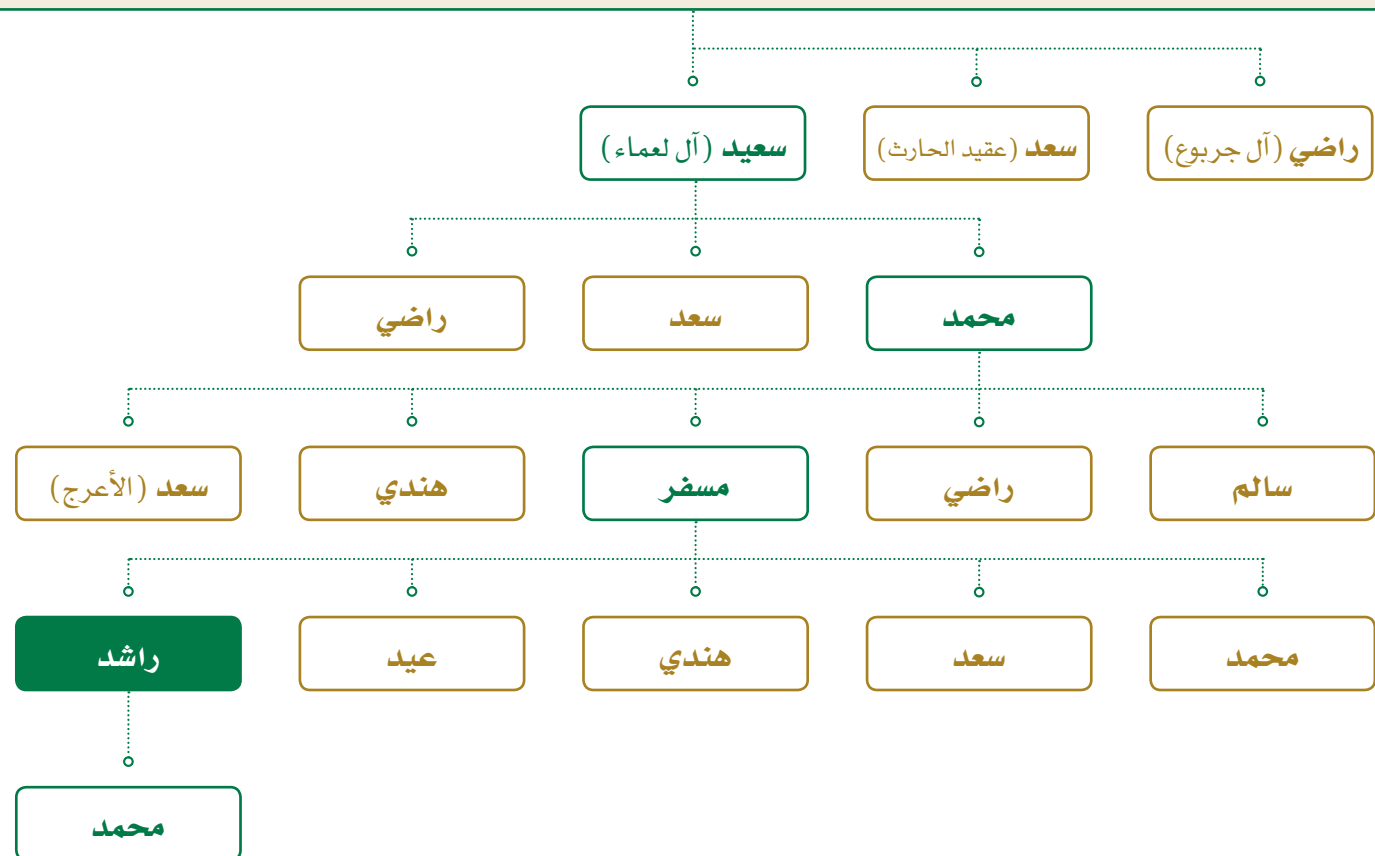 راضي (آل جربوع)
سعد (عقيد الحارث)
سعيد (آل لعماء)
محمد
سعد
راضي
سالم
راضي
مسفر
هندي
سعد (الأعرج)
محمد
سعد
هندي
عيد
راشد
محمد